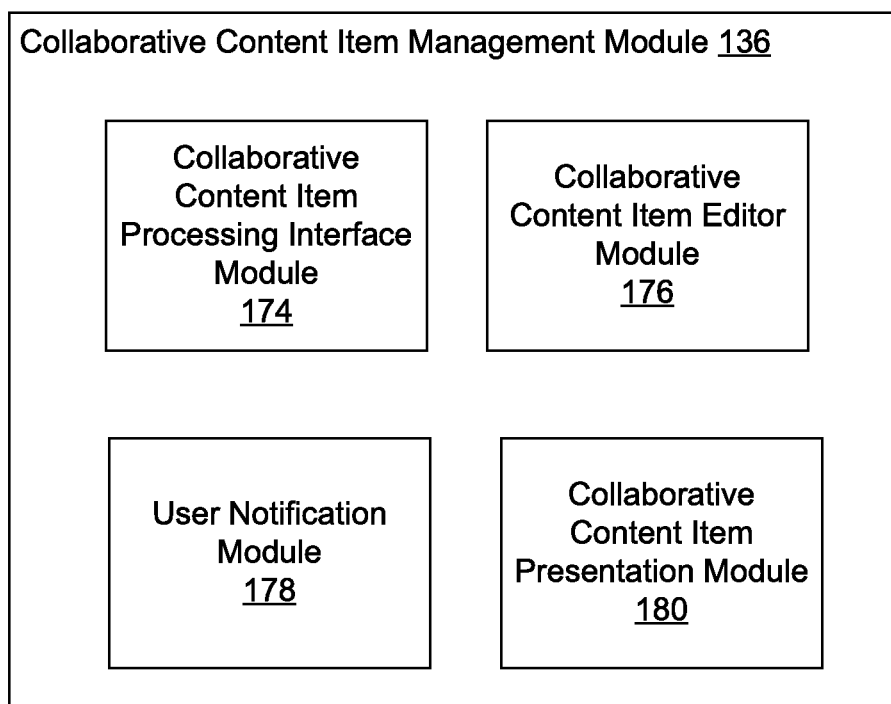 Collaborative Content Item Management Module 136
Collaborative
Content Item
Processing Interface
Module
174
Collaborative
Content Item Editor
Module
176
User Notification
Module
178
Collaborative
Content Item
Presentation Module
180